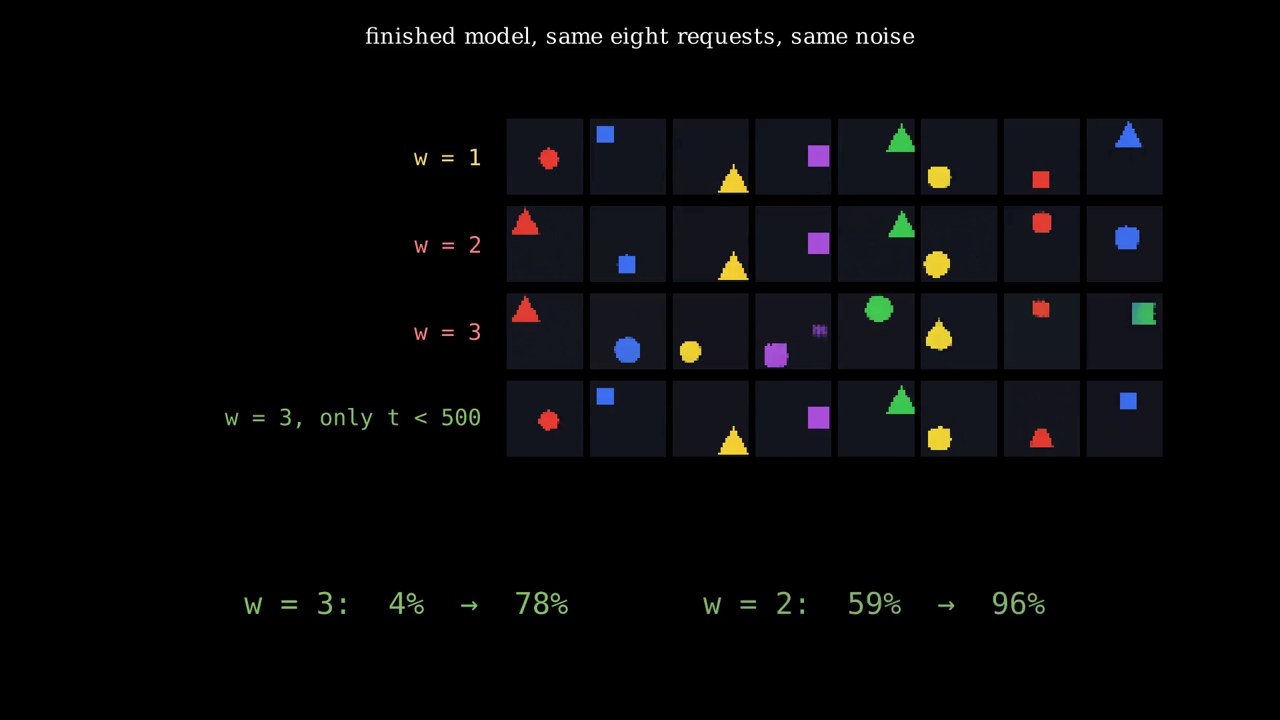 finished model, same eight requests, same noise
w = 1
w = 2
w = 3
w = 3, only t < 500
w = 3: 4% → 78%
w = 2: 59% → 96%